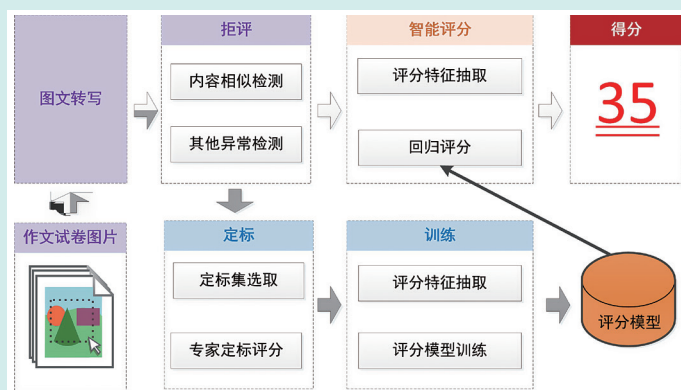 拒评
智能评分
得分
图文转写
内容相似检测
其他异常检测
评分特征抽取
回归评分
35
作文试卷图片
定标
定标集选取
专家定标评分
训练
评分特征抽取
评分模型训练
评分模型